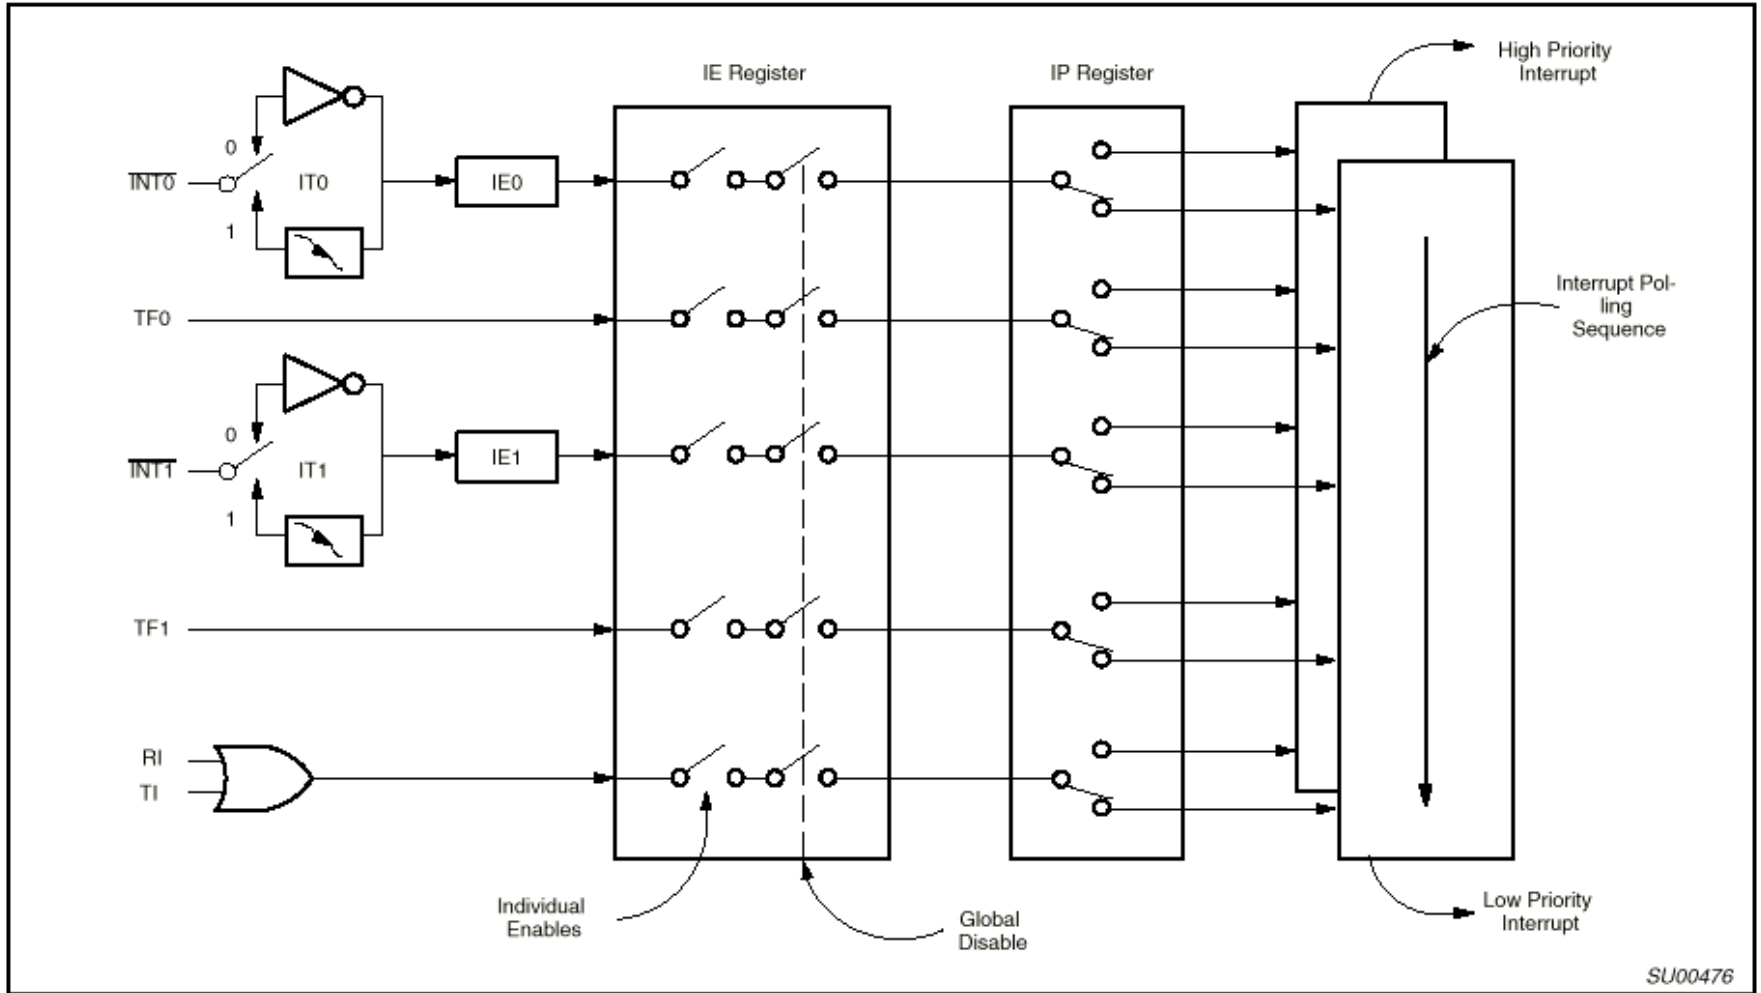 IE Register
IP Register
High Priority
Interrupt
0
INT0
IT0
IE0
1
TF0
Interrupt Pol-
ling
Sequence
0
INT1
IT1
IE1
1
TF1
RI
TI
Individual
Enables
Global
Disable
Low Priority
Interrupt
SU00476